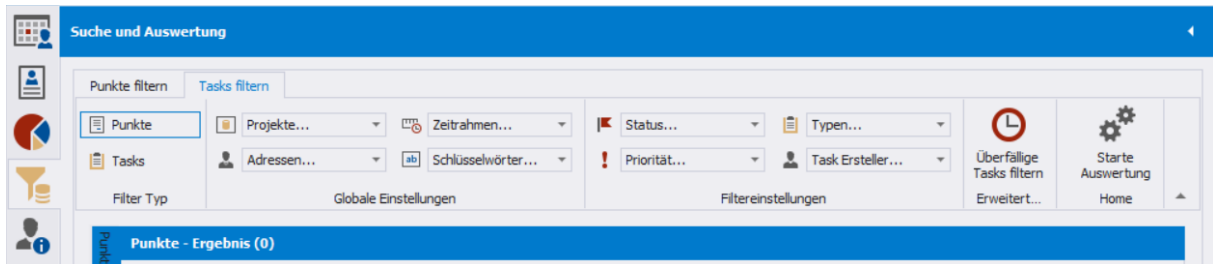 Suche und Auswertung
Punkte filtern Tasks filtern
Punkte Projekte... Zeitrahmen... Status... Typen...
Tasks Adressen... ab Schlüsselwörter... Priorität... Task Ersteller...
Überfällige Tasks filtern
Starte Auswertung
Filter Typ Globale Einstellungen Filtereinstellungen Erweitert... Home
Punkte - Ergebnis (0)